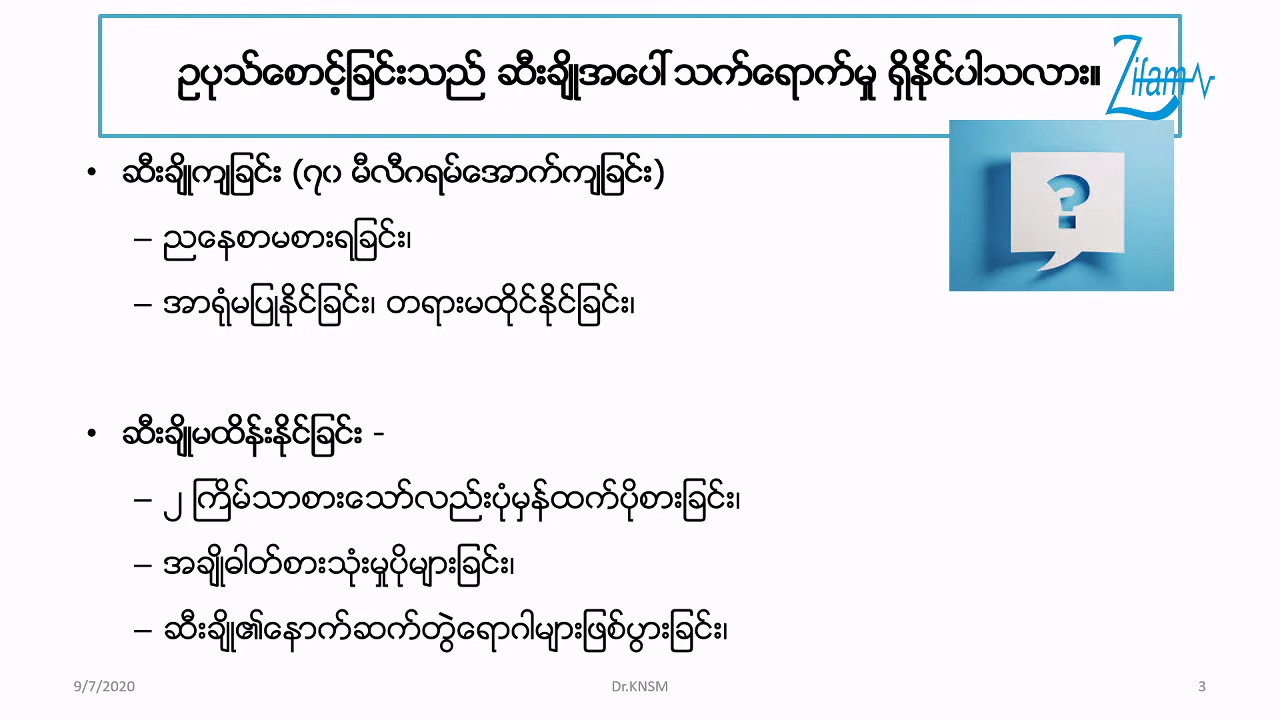 ဥပုသ်စောင့်ခြင်းသည် ဆီးချိုအပေါ် သက်ရောက်မှု ရှိနိုင်ပါသလား။
Zifam
• ဆီးချိုကျခြင်း (၇၀ မီလီဂရမ်အောက်ကျခြင်း)
– ညနေစာမစားရခြင်း၊
– အာရုံမပြုနိုင်ခြင်း၊ တရားမထိုင်နိုင်ခြင်း၊
• ဆီးချိုမထိန်းနိုင်ခြင်း -
– ၂ ကြိမ်သာစားသော်လည်းပုံမှန်ထက်ပိုစားခြင်း၊
– အချိုဓါတ်စားသုံးမှုပိုများခြင်း၊
– ဆီးချို၏နောက်ဆက်တွဲရောဂါများဖြစ်ပွားခြင်း၊
9/7/2020 Dr.KNSM 3